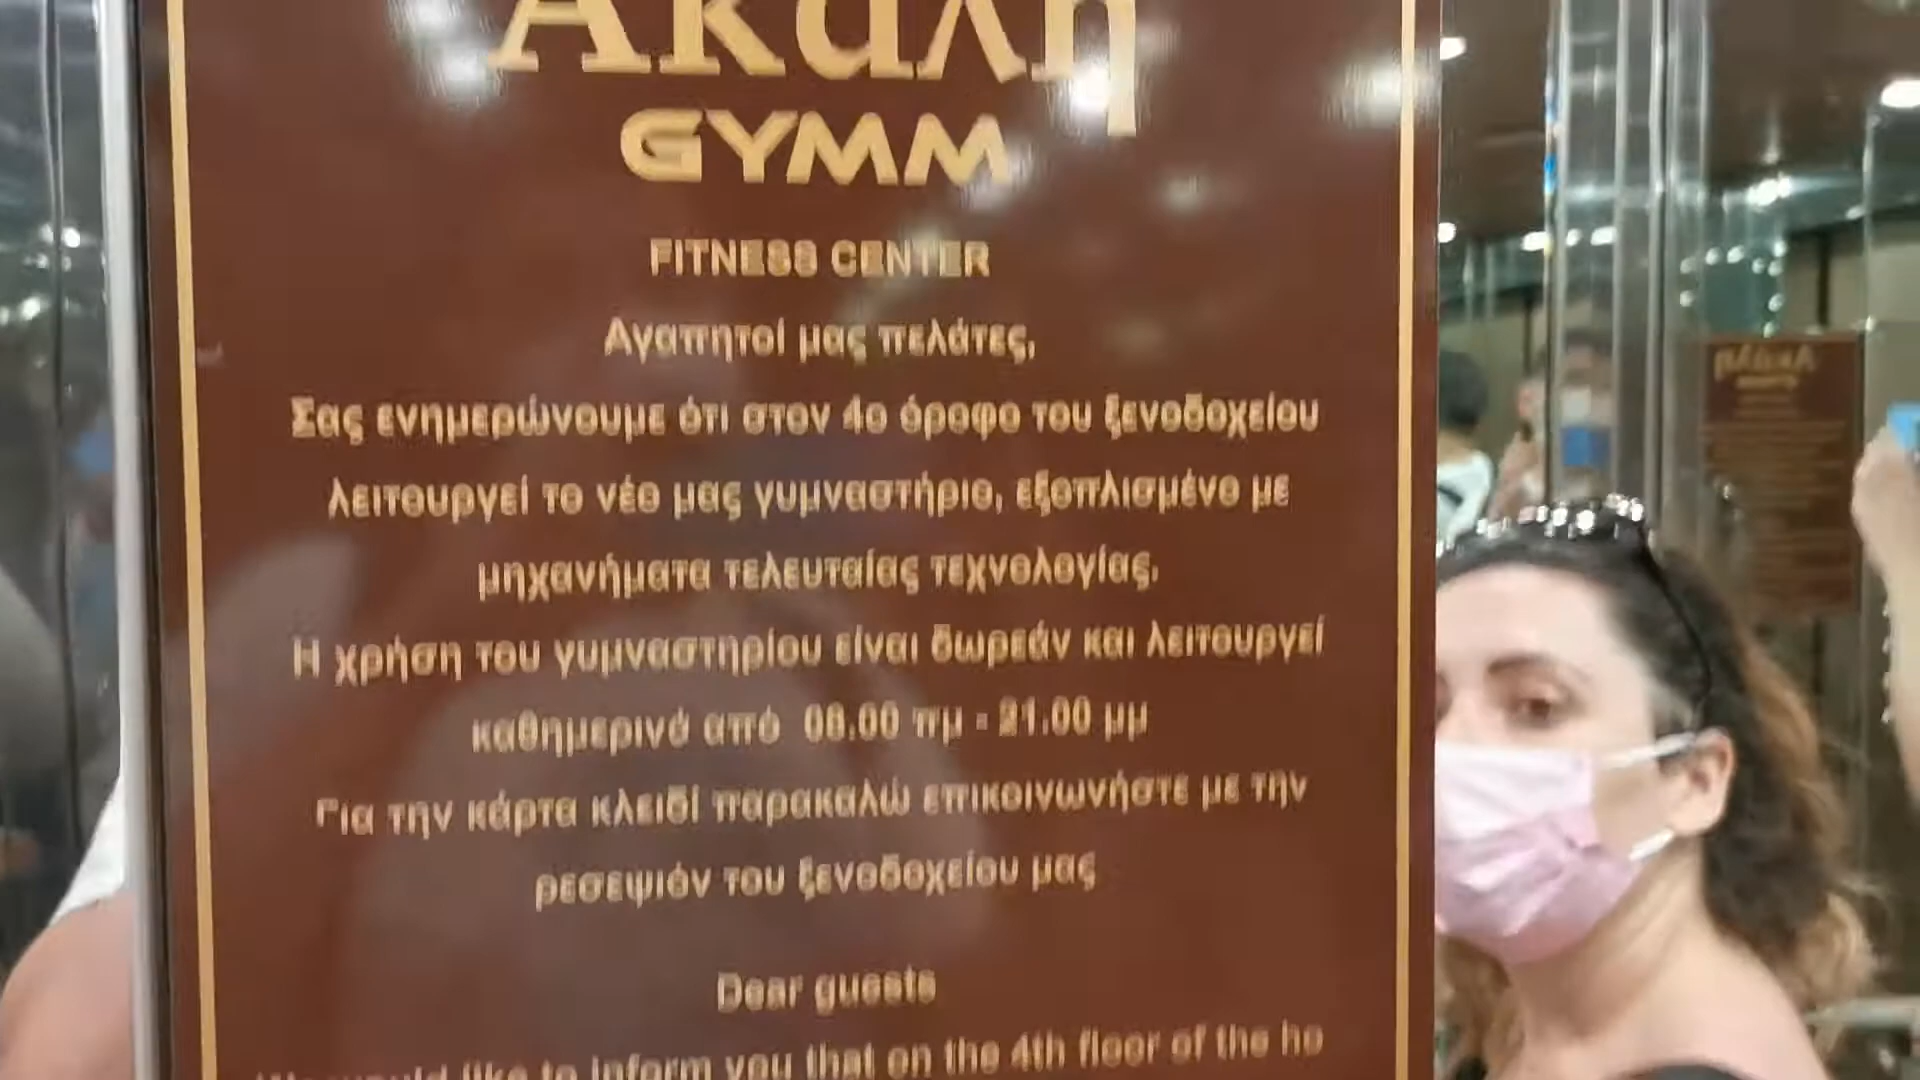 Ακαλη
GYMM
FITNESS CENTER
Αγαπητοί μας πελάτες,
Σας ενημερώνουμε ότι στον 4ο όροφο του ξενοδοχείου
λειτουργεί το νέο μας γυμναστήριο, εξοπλισμένο με
μηχανήματα τελευταίας τεχνολογίας.
Η χρήση του γυμναστηρίου είναι δωρεάν και λειτουργεί
καθημερινά από 08.00 πμ - 21.00 μμ
Για την κάρτα κλειδί παρακαλώ επικοινωνήστε με την
ρεσεψιόν του ξενοδοχείου μας
Dear guests
We would like to inform you that on the 4th floor of the ho